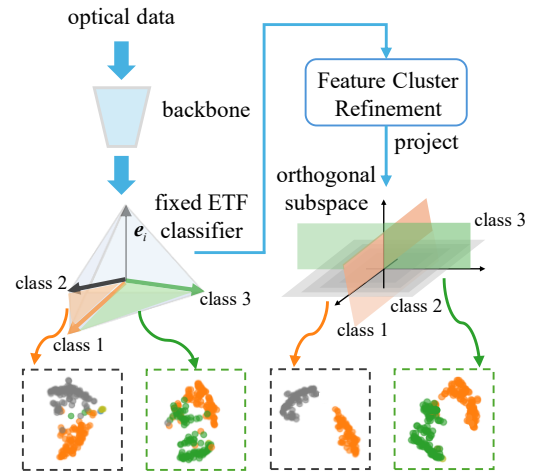 optical data
backbone
fixed ETF
classifier
e_i
class 2
class 3
class 1
Feature Cluster
Refinement
project
orthogonal
subspace
class 3
class 2
class 1